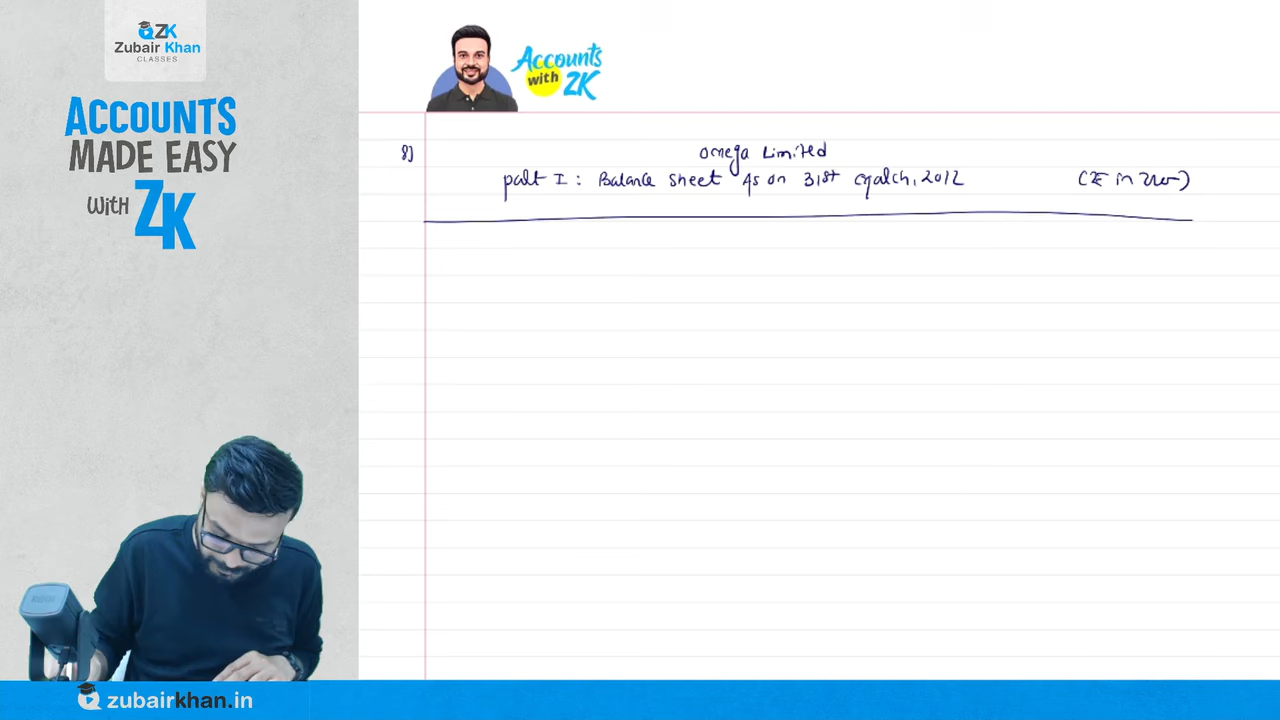 ZK
Zubair Khan
CLASSES
ACCOUNTS
MADE EASY
with ZK
Accounts
with ZK
8)
Omega Limited
Part I : Balance Sheet As on 31st March, 2012
zubairkhan.in